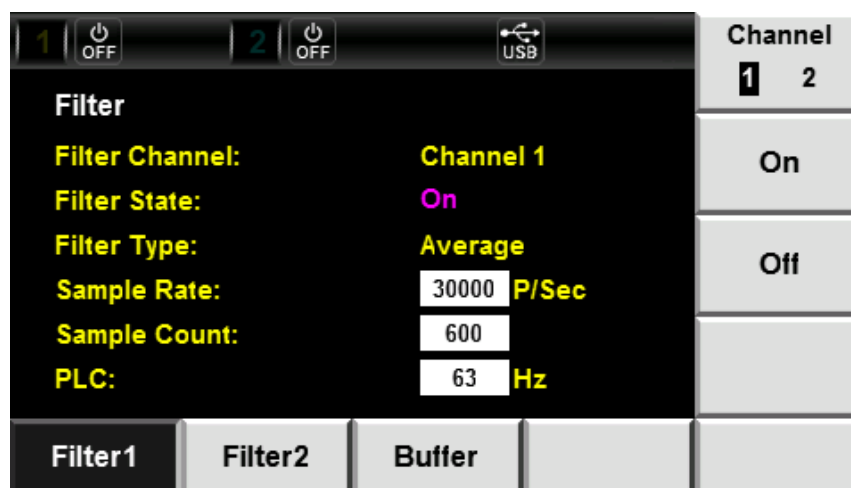 1 OFF 2 OFF USB
Channel
1 2
Filter
Filter Channel: Channel 1
On
Filter State: On
Filter Type: Average
Off
Sample Rate: 30000 P/Sec
Sample Count: 600
PLC: 63 Hz
Filter1 Filter2 Buffer